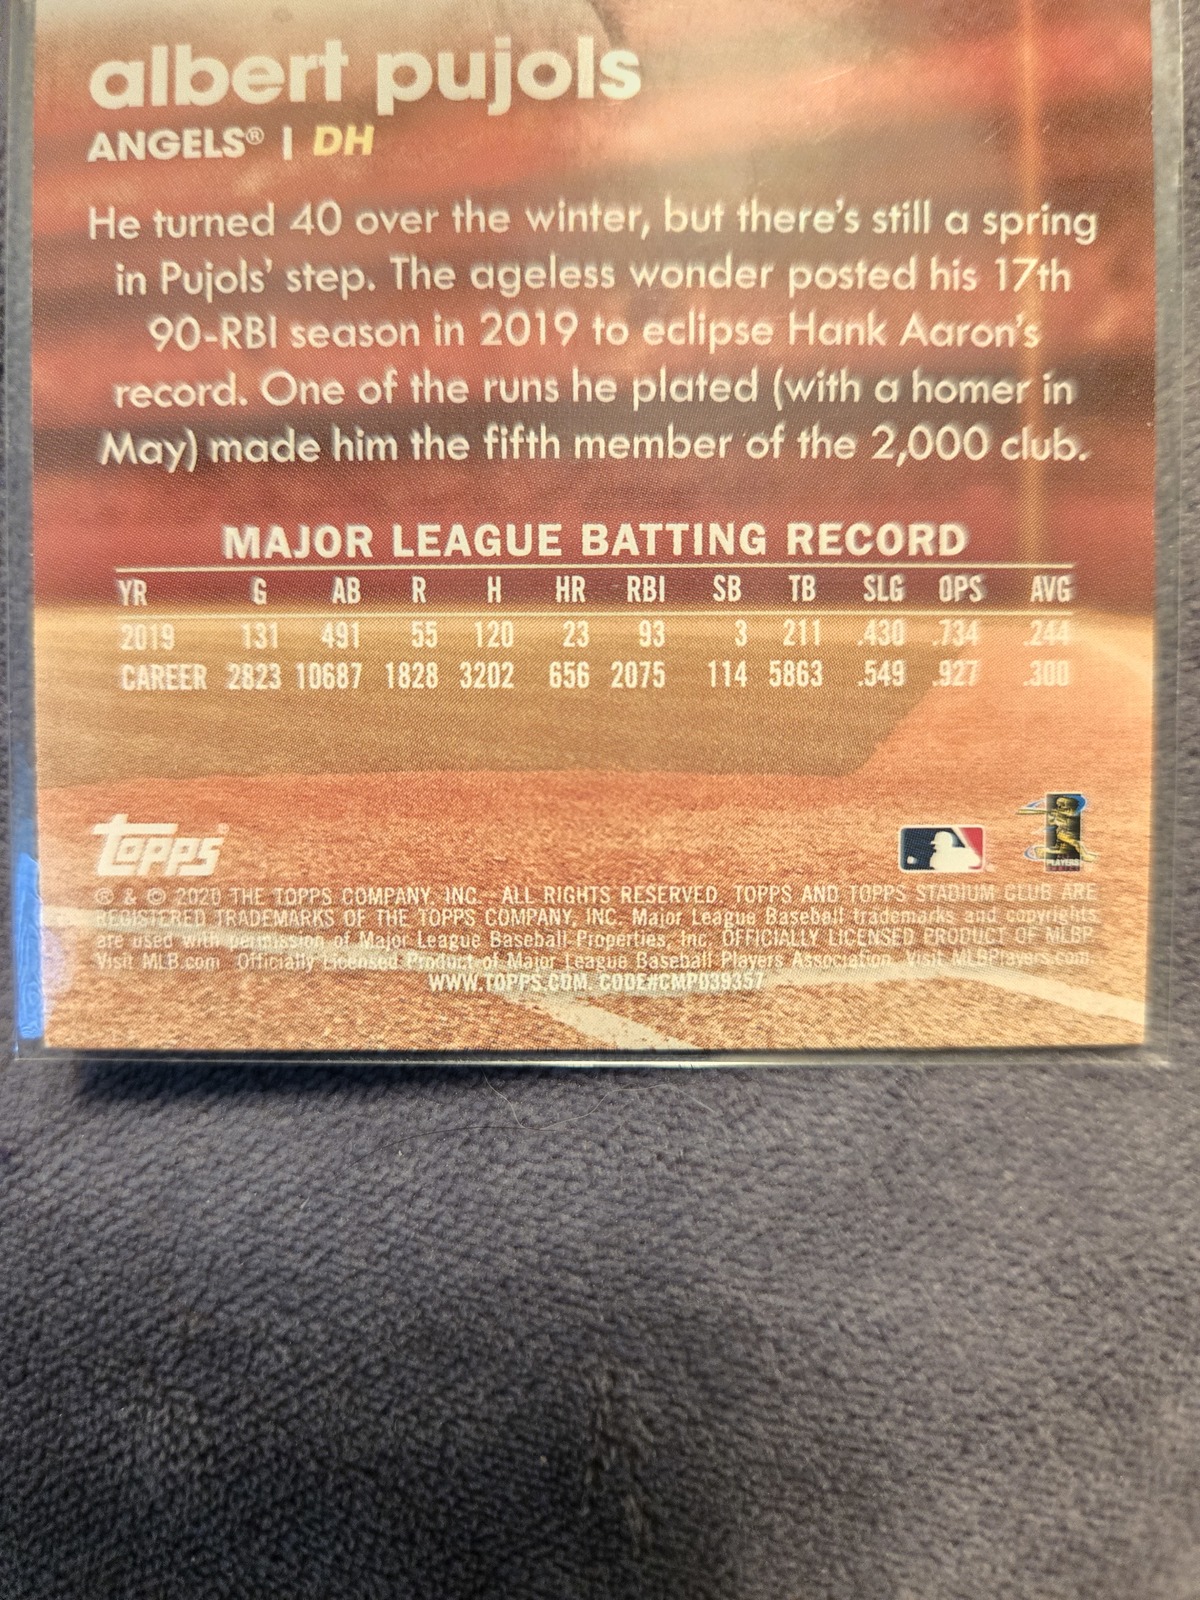 albert pujols
ANGELS® | DH
He turned 40 over the winter, but there's still a spring
in Pujols' step. The ageless wonder posted his 17th
90-RBI season in 2019 to eclipse Hank Aaron's
record. One of the runs he plated (with a homer in
May) made him the fifth member of the 2,000 club.
MAJOR LEAGUE BATTING RECORD
YR G AB R H HR RBI SB TB SLG OPS AVG
2019 131 491 55 120 23 93 3 211 .430 .734 .244
CAREER 2823 10687 1828 3202 656 2075 114 5863 .549 .927 .300
Topps®
PLAYERS
® & © 2020 THE TOPPS COMPANY, INC. ALL RIGHTS RESERVED. TOPPS AND TOPPS STADIUM CLUB ARE
REGISTERED TRADEMARKS OF THE TOPPS COMPANY, INC. Major League Baseball trademarks and copyrights
are used with permission of Major League Baseball Properties, Inc. OFFICIALLY LICENSED PRODUCT OF MLBP
Visit MLB.com Officially Licensed Product of Major League Baseball Players Association Visit MLBPlayers.com.
WWW.TOPPS.COM. CODE#CMPD39357